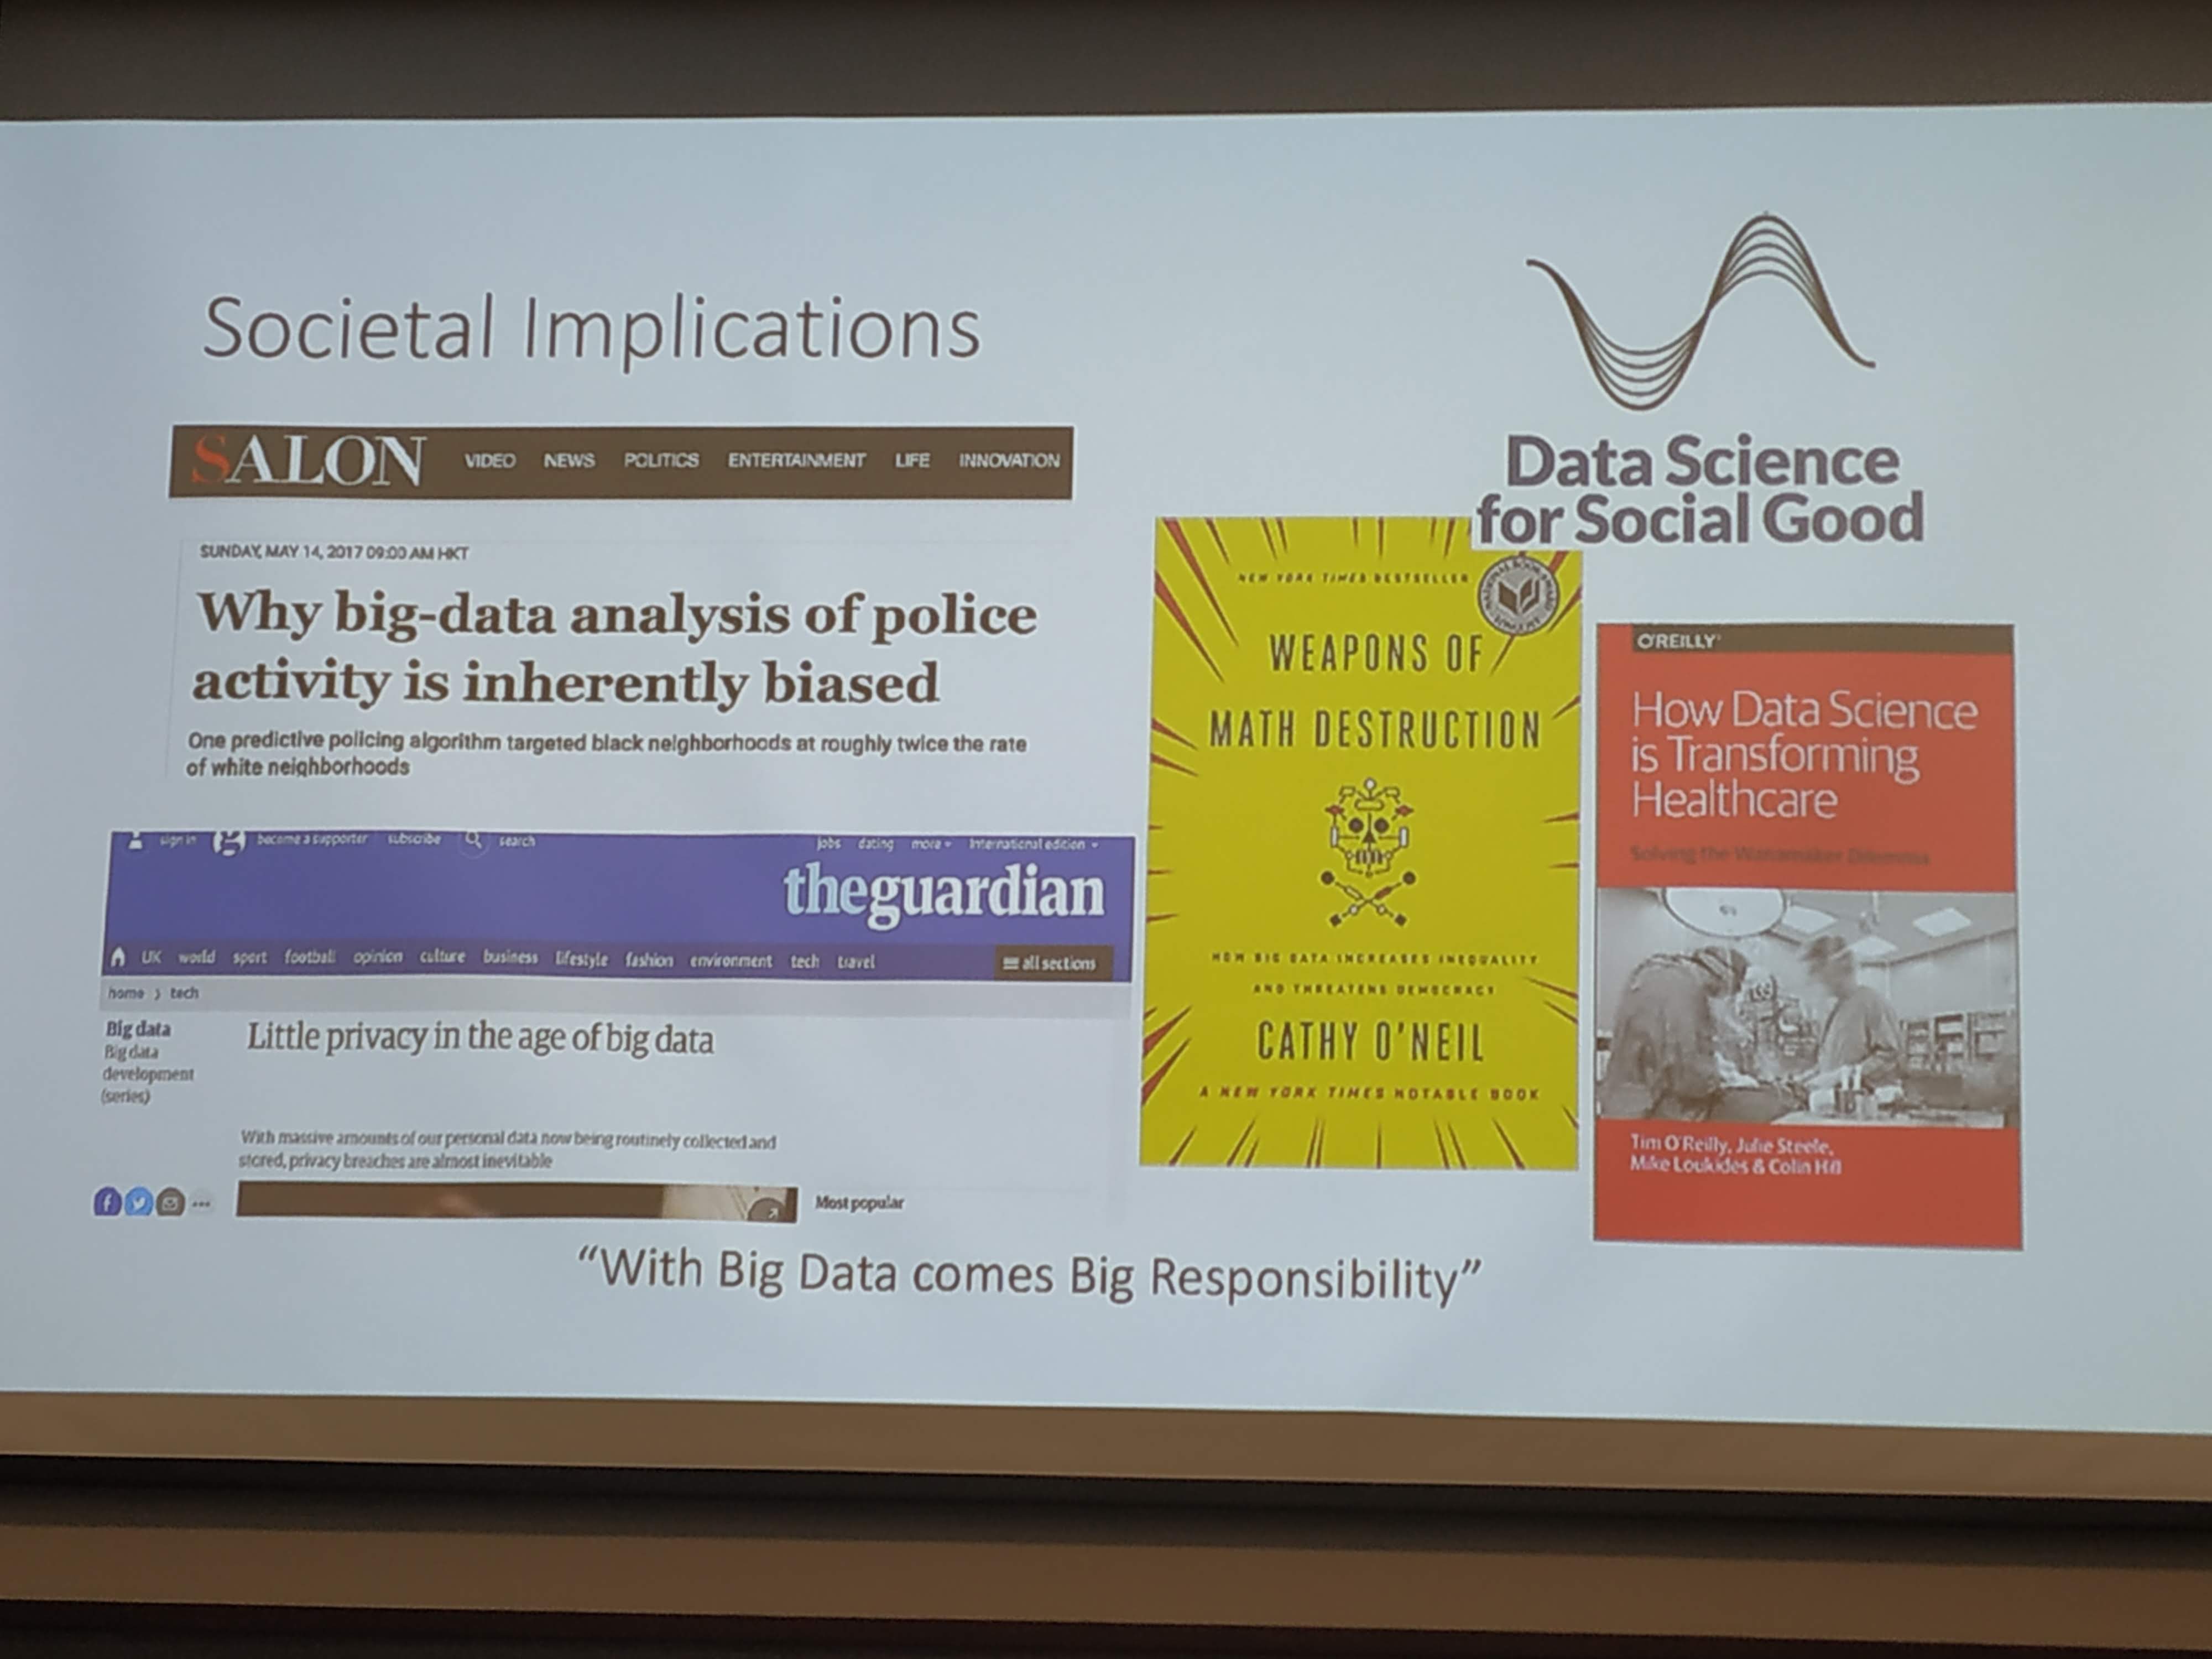 Societal Implications
SALON VIDEO NEWS POLITICS ENTERTAINMENT LIFE INNOVATION
SUNDAY, MAY 14, 2017 09:00 AM HKT
Why big-data analysis of police
activity is inherently biased
One predictive policing algorithm targeted black neighborhoods at roughly twice the rate
of white neighborhoods
sign in become a supporter subscribe search jobs dating more International edition
theguardian
UK world sport football opinion culture business lifestyle fashion environment tech travel all sections
home › tech
Big data
Big data
development
(series)
Little privacy in the age of big data
With massive amounts of our personal data now being routinely collected and
stored, privacy breaches are almost inevitable
Most popular
Data Science
for Social Good
NEW YORK TIMES BESTSELLER
WEAPONS OF
MATH DESTRUCTION
HOW BIG DATA INCREASES INEQUALITY
AND THREATENS DEMOCRACY
CATHY O'NEIL
A NEW YORK TIMES NOTABLE BOOK
O'REILLY
How Data Science
is Transforming
Healthcare
Solving the Wanamaker Dilemma
Tim O'Reilly, Julie Steele,
Mike Loukides & Colin Hill
“With Big Data comes Big Responsibility”